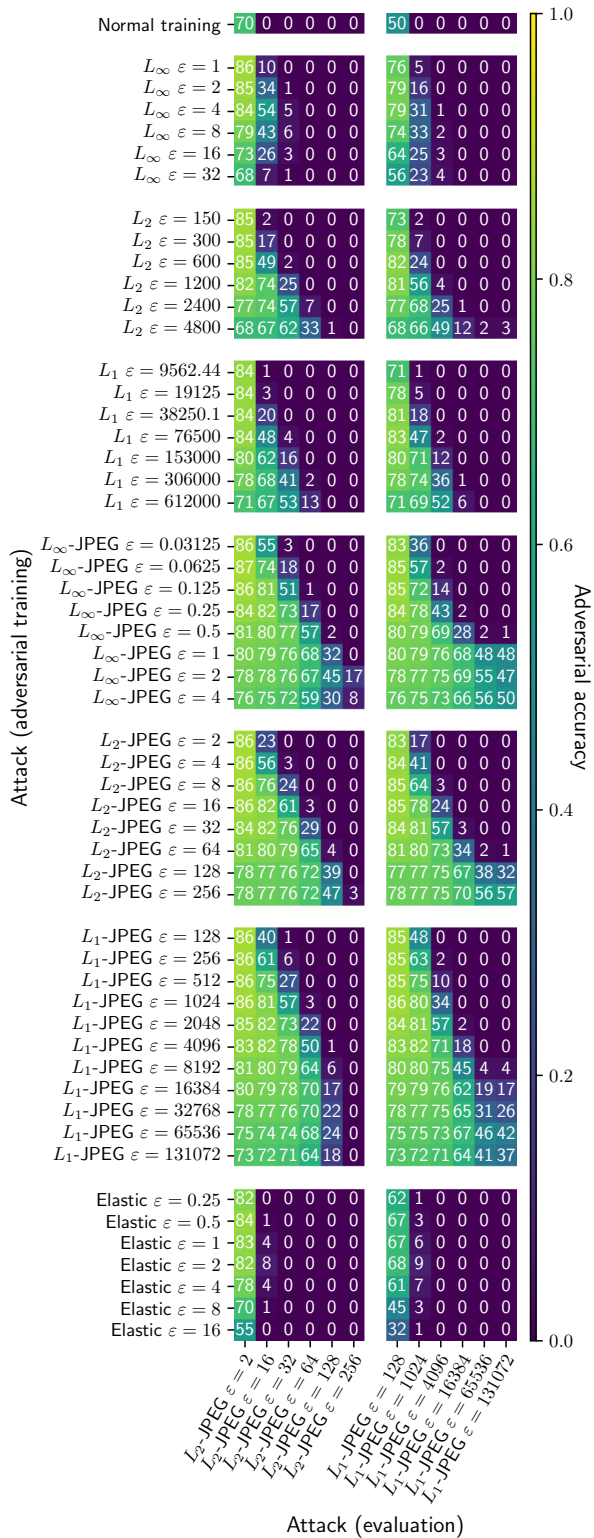 Normal training 70 0 0 0 0 0 50 0 0 0 0 0
L∞ ε = 1 86 10 0 0 0 0 76 5 0 0 0 0
L∞ ε = 2 85 34 1 0 0 0 79 16 0 0 0 0
L∞ ε = 4 84 54 5 0 0 0 79 31 1 0 0 0
L∞ ε = 8 79 43 6 0 0 0 74 33 2 0 0 0
L∞ ε = 16 73 26 3 0 0 0 64 25 3 0 0 0
L∞ ε = 32 68 7 1 0 0 0 56 23 4 0 0 0
L2 ε = 150 85 2 0 0 0 0 73 2 0 0 0 0
L2 ε = 300 85 17 0 0 0 0 78 7 0 0 0 0
L2 ε = 600 85 49 2 0 0 0 82 24 0 0 0 0
L2 ε = 1200 82 74 25 0 0 0 81 56 4 0 0 0
L2 ε = 2400 77 74 57 7 0 0 77 68 25 1 0 0
L2 ε = 4800 68 67 62 33 1 0 68 66 49 12 2 3
L1 ε = 9562.44 84 1 0 0 0 0 71 1 0 0 0 0
L1 ε = 19125 84 3 0 0 0 0 78 5 0 0 0 0
L1 ε = 38250.1 84 20 0 0 0 0 81 18 0 0 0 0
L1 ε = 76500 84 48 4 0 0 0 83 47 2 0 0 0
L1 ε = 153000 80 62 16 0 0 0 80 71 12 0 0 0
L1 ε = 306000 78 68 41 2 0 0 78 74 36 1 0 0
L1 ε = 612000 71 67 53 13 0 0 71 69 52 6 0 0
L∞-JPEG ε = 0.03125 86 55 3 0 0 0 83 36 0 0 0 0
L∞-JPEG ε = 0.0625 87 74 18 0 0 0 85 57 2 0 0 0
L∞-JPEG ε = 0.125 86 81 51 1 0 0 85 72 14 0 0 0
L∞-JPEG ε = 0.25 84 82 73 17 0 0 84 78 43 2 0 0
L∞-JPEG ε = 0.5 81 80 77 57 2 0 80 79 69 28 2 1
L∞-JPEG ε = 1 80 79 76 68 32 0 80 79 76 68 48 48
L∞-JPEG ε = 2 78 78 76 67 45 17 78 77 75 69 55 47
L∞-JPEG ε = 4 76 75 72 59 30 8 76 75 73 66 56 50
L2-JPEG ε = 2 86 23 0 0 0 0 83 17 0 0 0 0
L2-JPEG ε = 4 86 56 3 0 0 0 84 41 0 0 0 0
L2-JPEG ε = 8 86 76 24 0 0 0 85 64 3 0 0 0
L2-JPEG ε = 16 86 82 61 3 0 0 85 78 24 0 0 0
L2-JPEG ε = 32 84 82 76 29 0 0 84 81 57 3 0 0
L2-JPEG ε = 64 81 80 79 65 4 0 81 80 73 34 2 1
L2-JPEG ε = 128 78 77 76 72 39 0 77 77 75 67 38 32
L2-JPEG ε = 256 78 77 76 72 47 3 78 77 75 70 56 57
L1-JPEG ε = 128 86 40 1 0 0 0 85 48 0 0 0 0
L1-JPEG ε = 256 86 61 6 0 0 0 85 63 2 0 0 0
L1-JPEG ε = 512 86 75 27 0 0 0 85 75 10 0 0 0
L1-JPEG ε = 1024 86 81 57 3 0 0 86 80 34 0 0 0
L1-JPEG ε = 2048 85 82 73 22 0 0 84 81 57 2 0 0
L1-JPEG ε = 4096 83 82 78 50 1 0 83 82 71 18 0 0
L1-JPEG ε = 8192 81 80 79 64 6 0 80 80 75 45 4 4
L1-JPEG ε = 16384 80 79 78 70 17 0 79 79 76 62 19 17
L1-JPEG ε = 32768 78 77 76 70 22 0 78 77 75 65 31 26
L1-JPEG ε = 65536 75 74 74 68 24 0 75 75 73 67 46 42
L1-JPEG ε = 131072 73 72 71 64 18 0 73 72 71 64 41 37
Elastic ε = 0.25 82 0 0 0 0 0 62 1 0 0 0 0
Elastic ε = 0.5 84 1 0 0 0 0 67 3 0 0 0 0
Elastic ε = 1 83 4 0 0 0 0 67 6 0 0 0 0
Elastic ε = 2 82 8 0 0 0 0 68 9 0 0 0 0
Elastic ε = 4 78 4 0 0 0 0 61 7 0 0 0 0
Elastic ε = 8 70 1 0 0 0 0 45 3 0 0 0 0
Elastic ε = 16 55 0 0 0 0 0 32 1 0 0 0 0
L2-JPEG ε = 2
L2-JPEG ε = 16
L2-JPEG ε = 32
L2-JPEG ε = 64
L2-JPEG ε = 128
L2-JPEG ε = 256
L1-JPEG ε = 128
L1-JPEG ε = 1024
L1-JPEG ε = 4096
L1-JPEG ε = 16384
L1-JPEG ε = 65536
L1-JPEG ε = 131072
Attack (evaluation)
Attack (adversarial training)
1.0
0.8
0.6
0.4
0.2
0.0
Adversarial accuracy